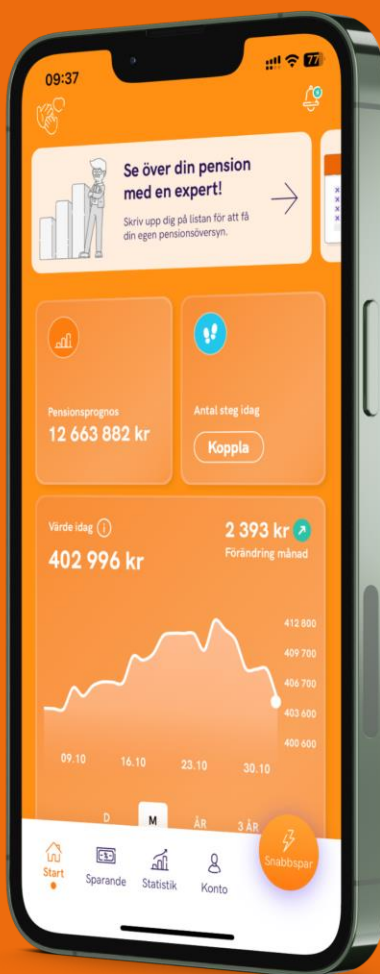 09:37
77
Se över din pension
med en expert!
Skriv upp dig på listan för att få
din egen pensionsöversyn.
Pensionsprognos
12 663 882 kr
Antal steg idag
Koppla
Värde idag
402 996 kr
2 393 kr
Förändring månad
412 800
409 700
406 700
403 600
400 600
09.10 16.10 23.10 30.10
D M ÅR 3 ÅR
Snabbspar
Start Sparande Statistik Konto